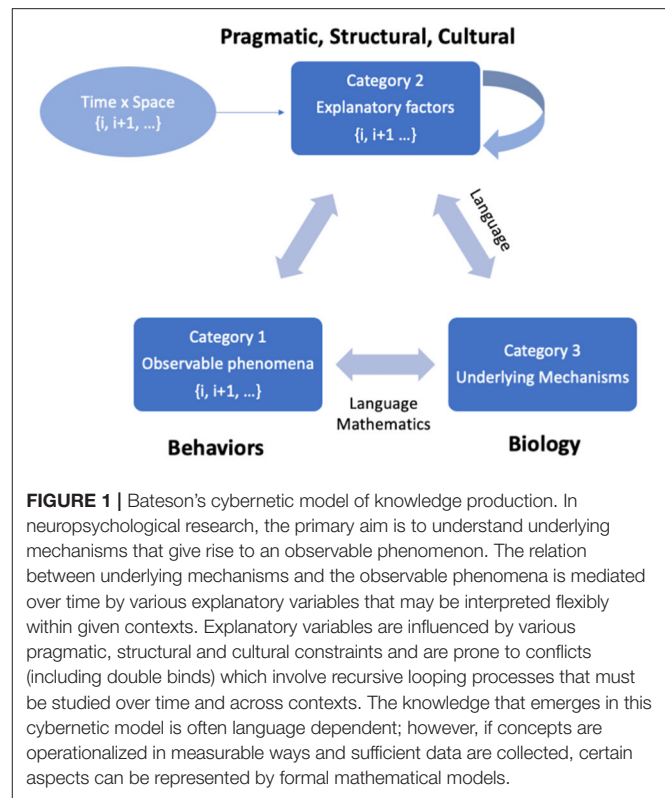 Pragmatic, Structural, Cultural
Time x Space
{i, i+1, ...}
Category 2
Explanatory factors
{i, i+1 ...}
Language
Category 1
Observable phenomena
{i, i+1, ...}
Language
Mathematics
Category 3
Underlying Mechanisms
Behaviors
Biology
FIGURE 1 | Bateson's cybernetic model of knowledge production. In
neuropsychological research, the primary aim is to understand underlying
mechanisms that give rise to an observable phenomenon. The relation
between underlying mechanisms and the observable phenomena is mediated
over time by various explanatory variables that may be interpreted flexibly
within given contexts. Explanatory variables are influenced by various
pragmatic, structural and cultural constraints and are prone to conflicts
(including double binds) which involve recursive looping processes that must
be studied over time and across contexts. The knowledge that emerges in this
cybernetic model is often language dependent; however, if concepts are
operationalized in measurable ways and sufficient data are collected, certain
aspects can be represented by formal mathematical models.